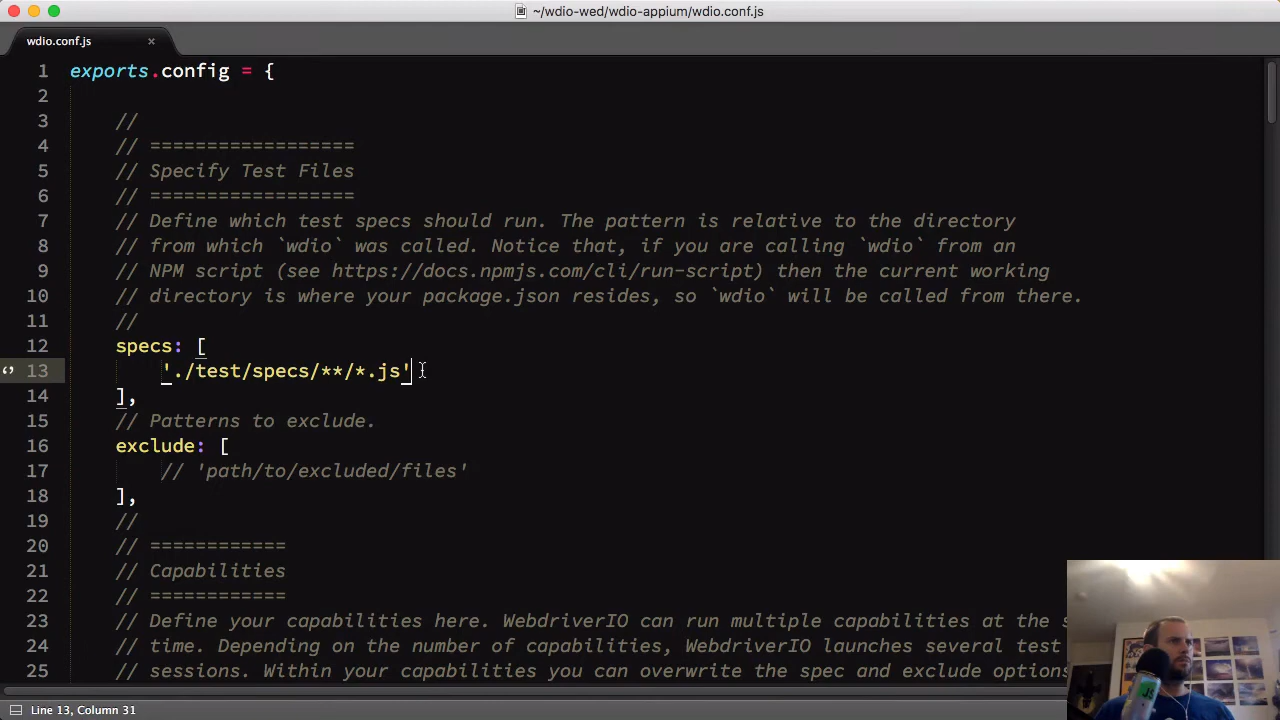 ~/wdio-wed/wdio-appium/wdio.conf.js
wdio.conf.js ×
1 exports.config = {
2
3 //
4 // ==================
5 // Specify Test Files
6 // ==================
7 // Define which test specs should run. The pattern is relative to the directory
8 // from which `wdio` was called. Notice that, if you are calling `wdio` from an
9 // NPM script (see https://docs.npmjs.com/cli/run-script) then the current working
10 // directory is where your package.json resides, so `wdio` will be called from there.
11 //
12 specs: [
13 './test/specs/**/*.js'
14 ],
15 // Patterns to exclude.
16 exclude: [
17 // 'path/to/excluded/files'
18 ],
19 //
20 // ============
21 // Capabilities
22 // ============
23 // Define your capabilities here. WebdriverIO can run multiple capabilities at the s
24 // time. Depending on the number of capabilities, WebdriverIO launches several test
25 // sessions. Within your capabilities you can overwrite the spec and exclude options
JS
Line 13, Column 31